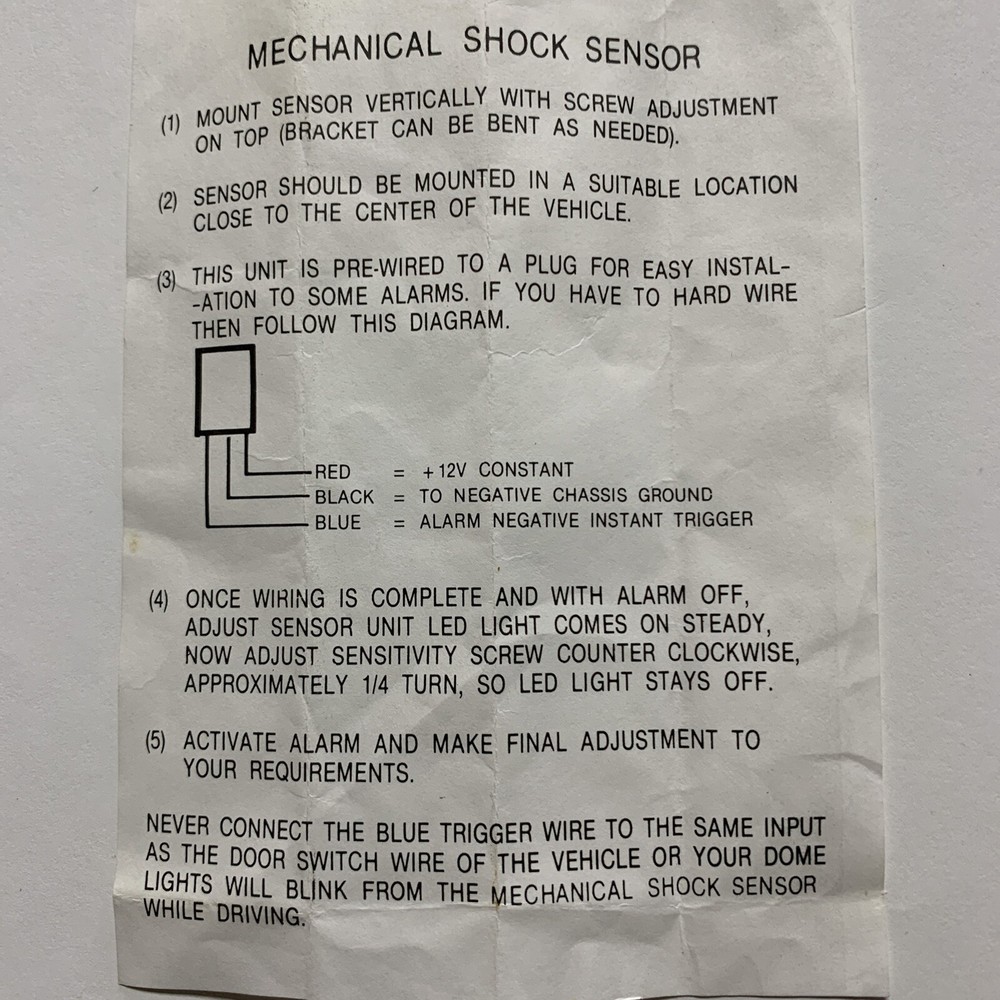 MECHANICAL SHOCK SENSOR
(1) MOUNT SENSOR VERTICALLY WITH SCREW ADJUSTMENT
ON TOP (BRACKET CAN BE BENT AS NEEDED).
(2) SENSOR SHOULD BE MOUNTED IN A SUITABLE LOCATION
CLOSE TO THE CENTER OF THE VEHICLE.
(3) THIS UNIT IS PRE-WIRED TO A PLUG FOR EASY INSTAL-
-ATION TO SOME ALARMS. IF YOU HAVE TO HARD WIRE
THEN FOLLOW THIS DIAGRAM.
RED = +12V CONSTANT
BLACK = TO NEGATIVE CHASSIS GROUND
BLUE = ALARM NEGATIVE INSTANT TRIGGER
(4) ONCE WIRING IS COMPLETE AND WITH ALARM OFF,
ADJUST SENSOR UNIT LED LIGHT COMES ON STEADY,
NOW ADJUST SENSITIVITY SCREW COUNTER CLOCKWISE,
APPROXIMATELY 1/4 TURN, SO LED LIGHT STAYS OFF.
(5) ACTIVATE ALARM AND MAKE FINAL ADJUSTMENT TO
YOUR REQUIREMENTS.
NEVER CONNECT THE BLUE TRIGGER WIRE TO THE SAME INPUT
AS THE DOOR SWITCH WIRE OF THE VEHICLE OR YOUR DOME
LIGHTS WILL BLINK FROM THE MECHANICAL SHOCK SENSOR
WHILE DRIVING.